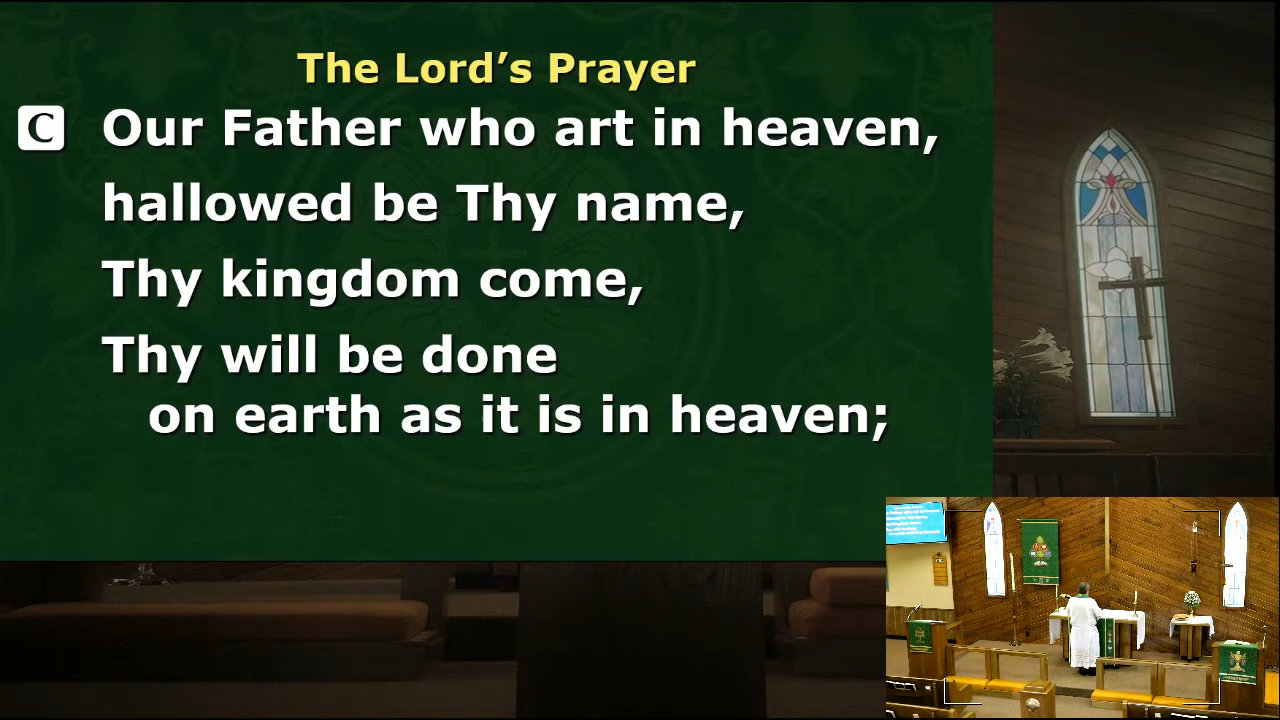 The Lord’s Prayer
C Our Father who art in heaven,
hallowed be Thy name,
Thy kingdom come,
Thy will be done
on earth as it is in heaven;